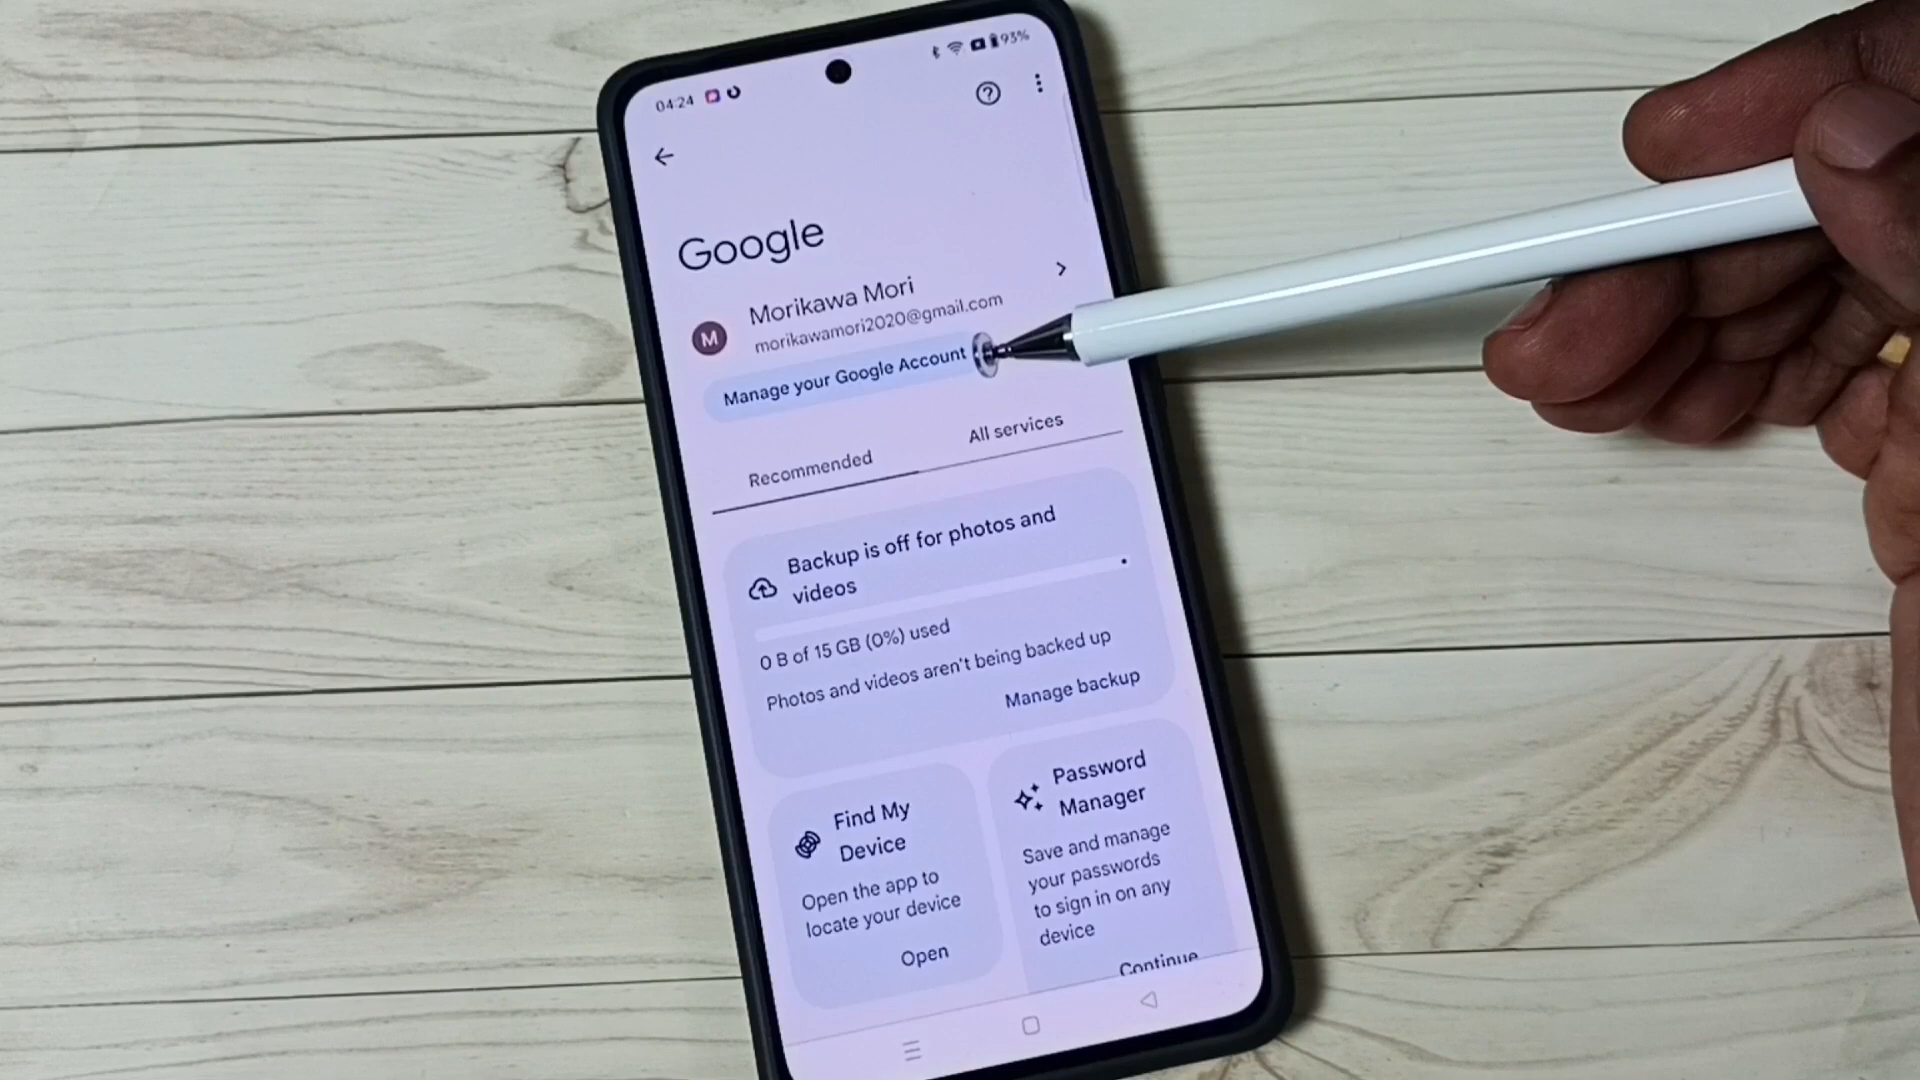 04:24
93%
Google
Morikawa Mori
morikawamori2020@gmail.com
M
Manage your Google Account
Recommended
All services
Backup is off for photos and
videos
0 B of 15 GB (0%) used
Photos and videos aren't being backed up
Manage backup
Find My
Device
Open the app to
locate your device
Open
Password
Manager
Save and manage
your passwords
to sign in on any
device
Continue